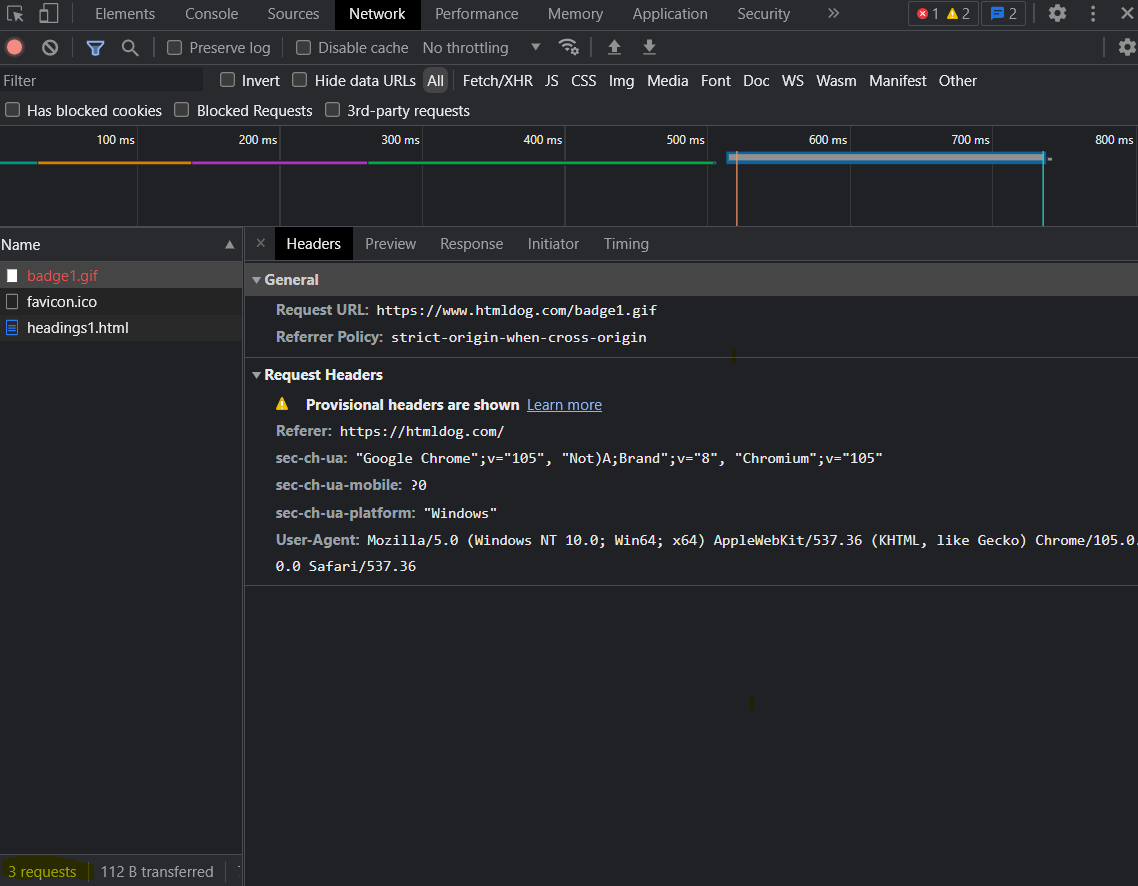 Elements Console Sources Network Performance Memory Application Security 1 2 2
Preserve log Disable cache No throttling
Filter Invert Hide data URLs All Fetch/XHR JS CSS Img Media Font Doc WS Wasm Manifest Other
Has blocked cookies Blocked Requests 3rd-party requests
100 ms 200 ms 300 ms 400 ms 500 ms 600 ms 700 ms 800 ms
Name
badge1.gif
favicon.ico
headings1.html
Headers Preview Response Initiator Timing
General
Request URL: https://www.htmldog.com/badge1.gif
Referrer Policy: strict-origin-when-cross-origin
Request Headers
Provisional headers are shown Learn more
Referer: https://htmldog.com/
sec-ch-ua: "Google Chrome";v="105", "Not)A;Brand";v="8", "Chromium";v="105"
sec-ch-ua-mobile: ?0
sec-ch-ua-platform: "Windows"
User-Agent: Mozilla/5.0 (Windows NT 10.0; Win64; x64) AppleWebKit/537.36 (KHTML, like Gecko) Chrome/105.0.
0.0 Safari/537.36
3 requests 112 B transferred